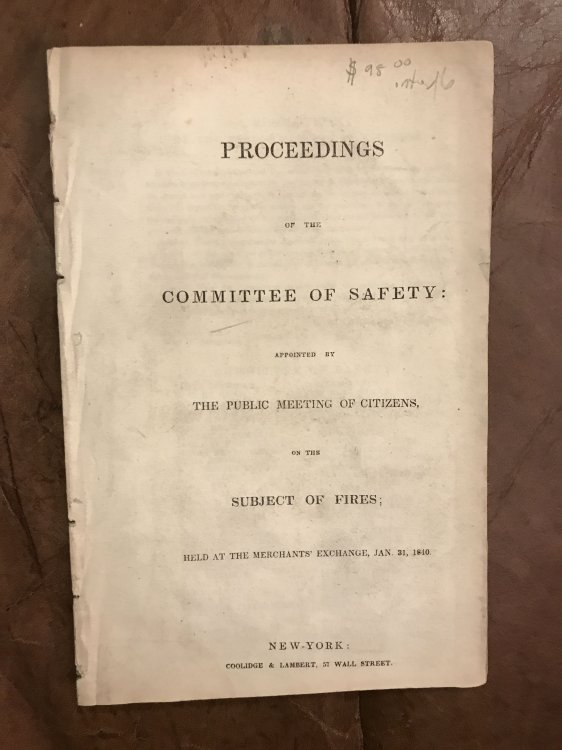 $ 95 00
PROCEEDINGS
OF THE
COMMITTEE OF SAFETY:
APPOINTED BY
THE PUBLIC MEETING OF CITIZENS,
ON THE
SUBJECT OF FIRES;
HELD AT THE MERCHANTS' EXCHANGE, JAN. 31, 1840.
NEW-YORK:
COOLIDGE & LAMBERT, 57 WALL STREET.